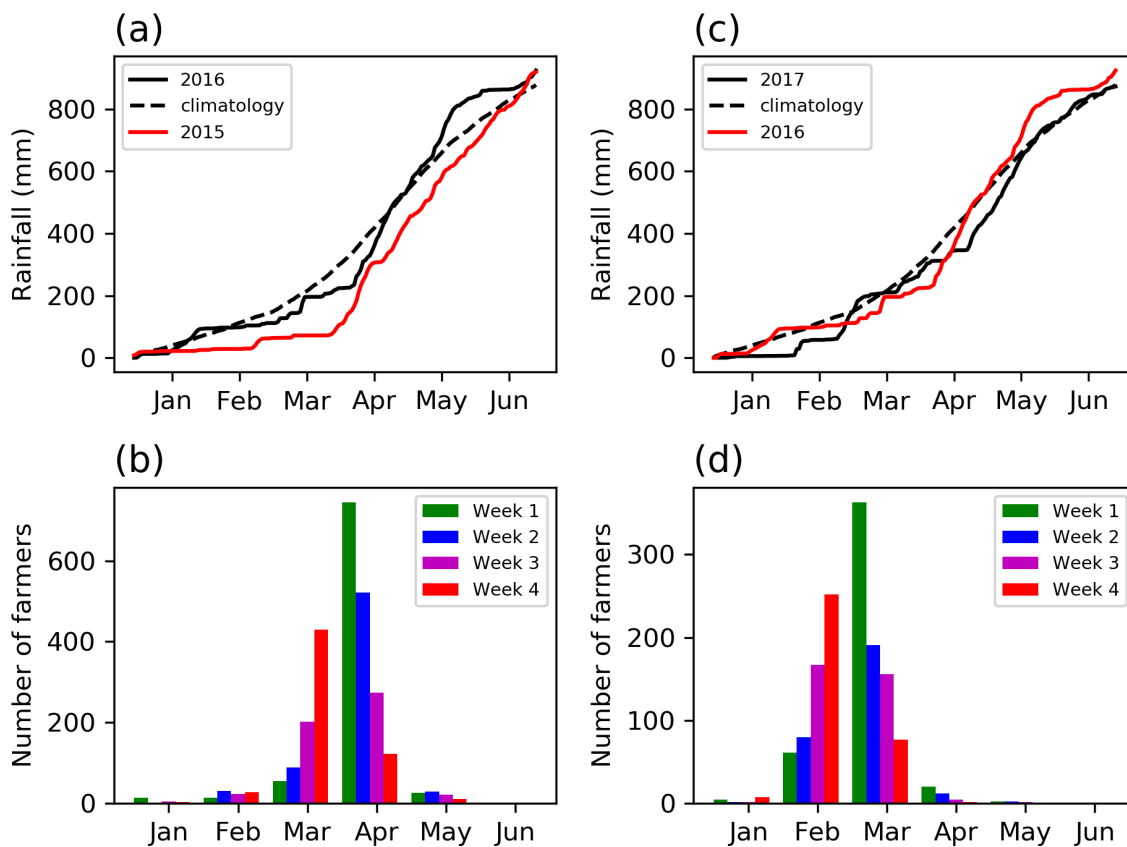 (a)
2016
climatology
2015
Rainfall (mm)
800
600
400
200
0
Jan Feb Mar Apr May Jun
(c)
2017
climatology
2016
Rainfall (mm)
800
600
400
200
0
Jan Feb Mar Apr May Jun
(b)
Week 1
Week 2
Week 3
Week 4
Number of farmers
600
400
200
0
Jan Feb Mar Apr May Jun
(d)
Week 1
Week 2
Week 3
Week 4
Number of farmers
300
200
100
0
Jan Feb Mar Apr May Jun